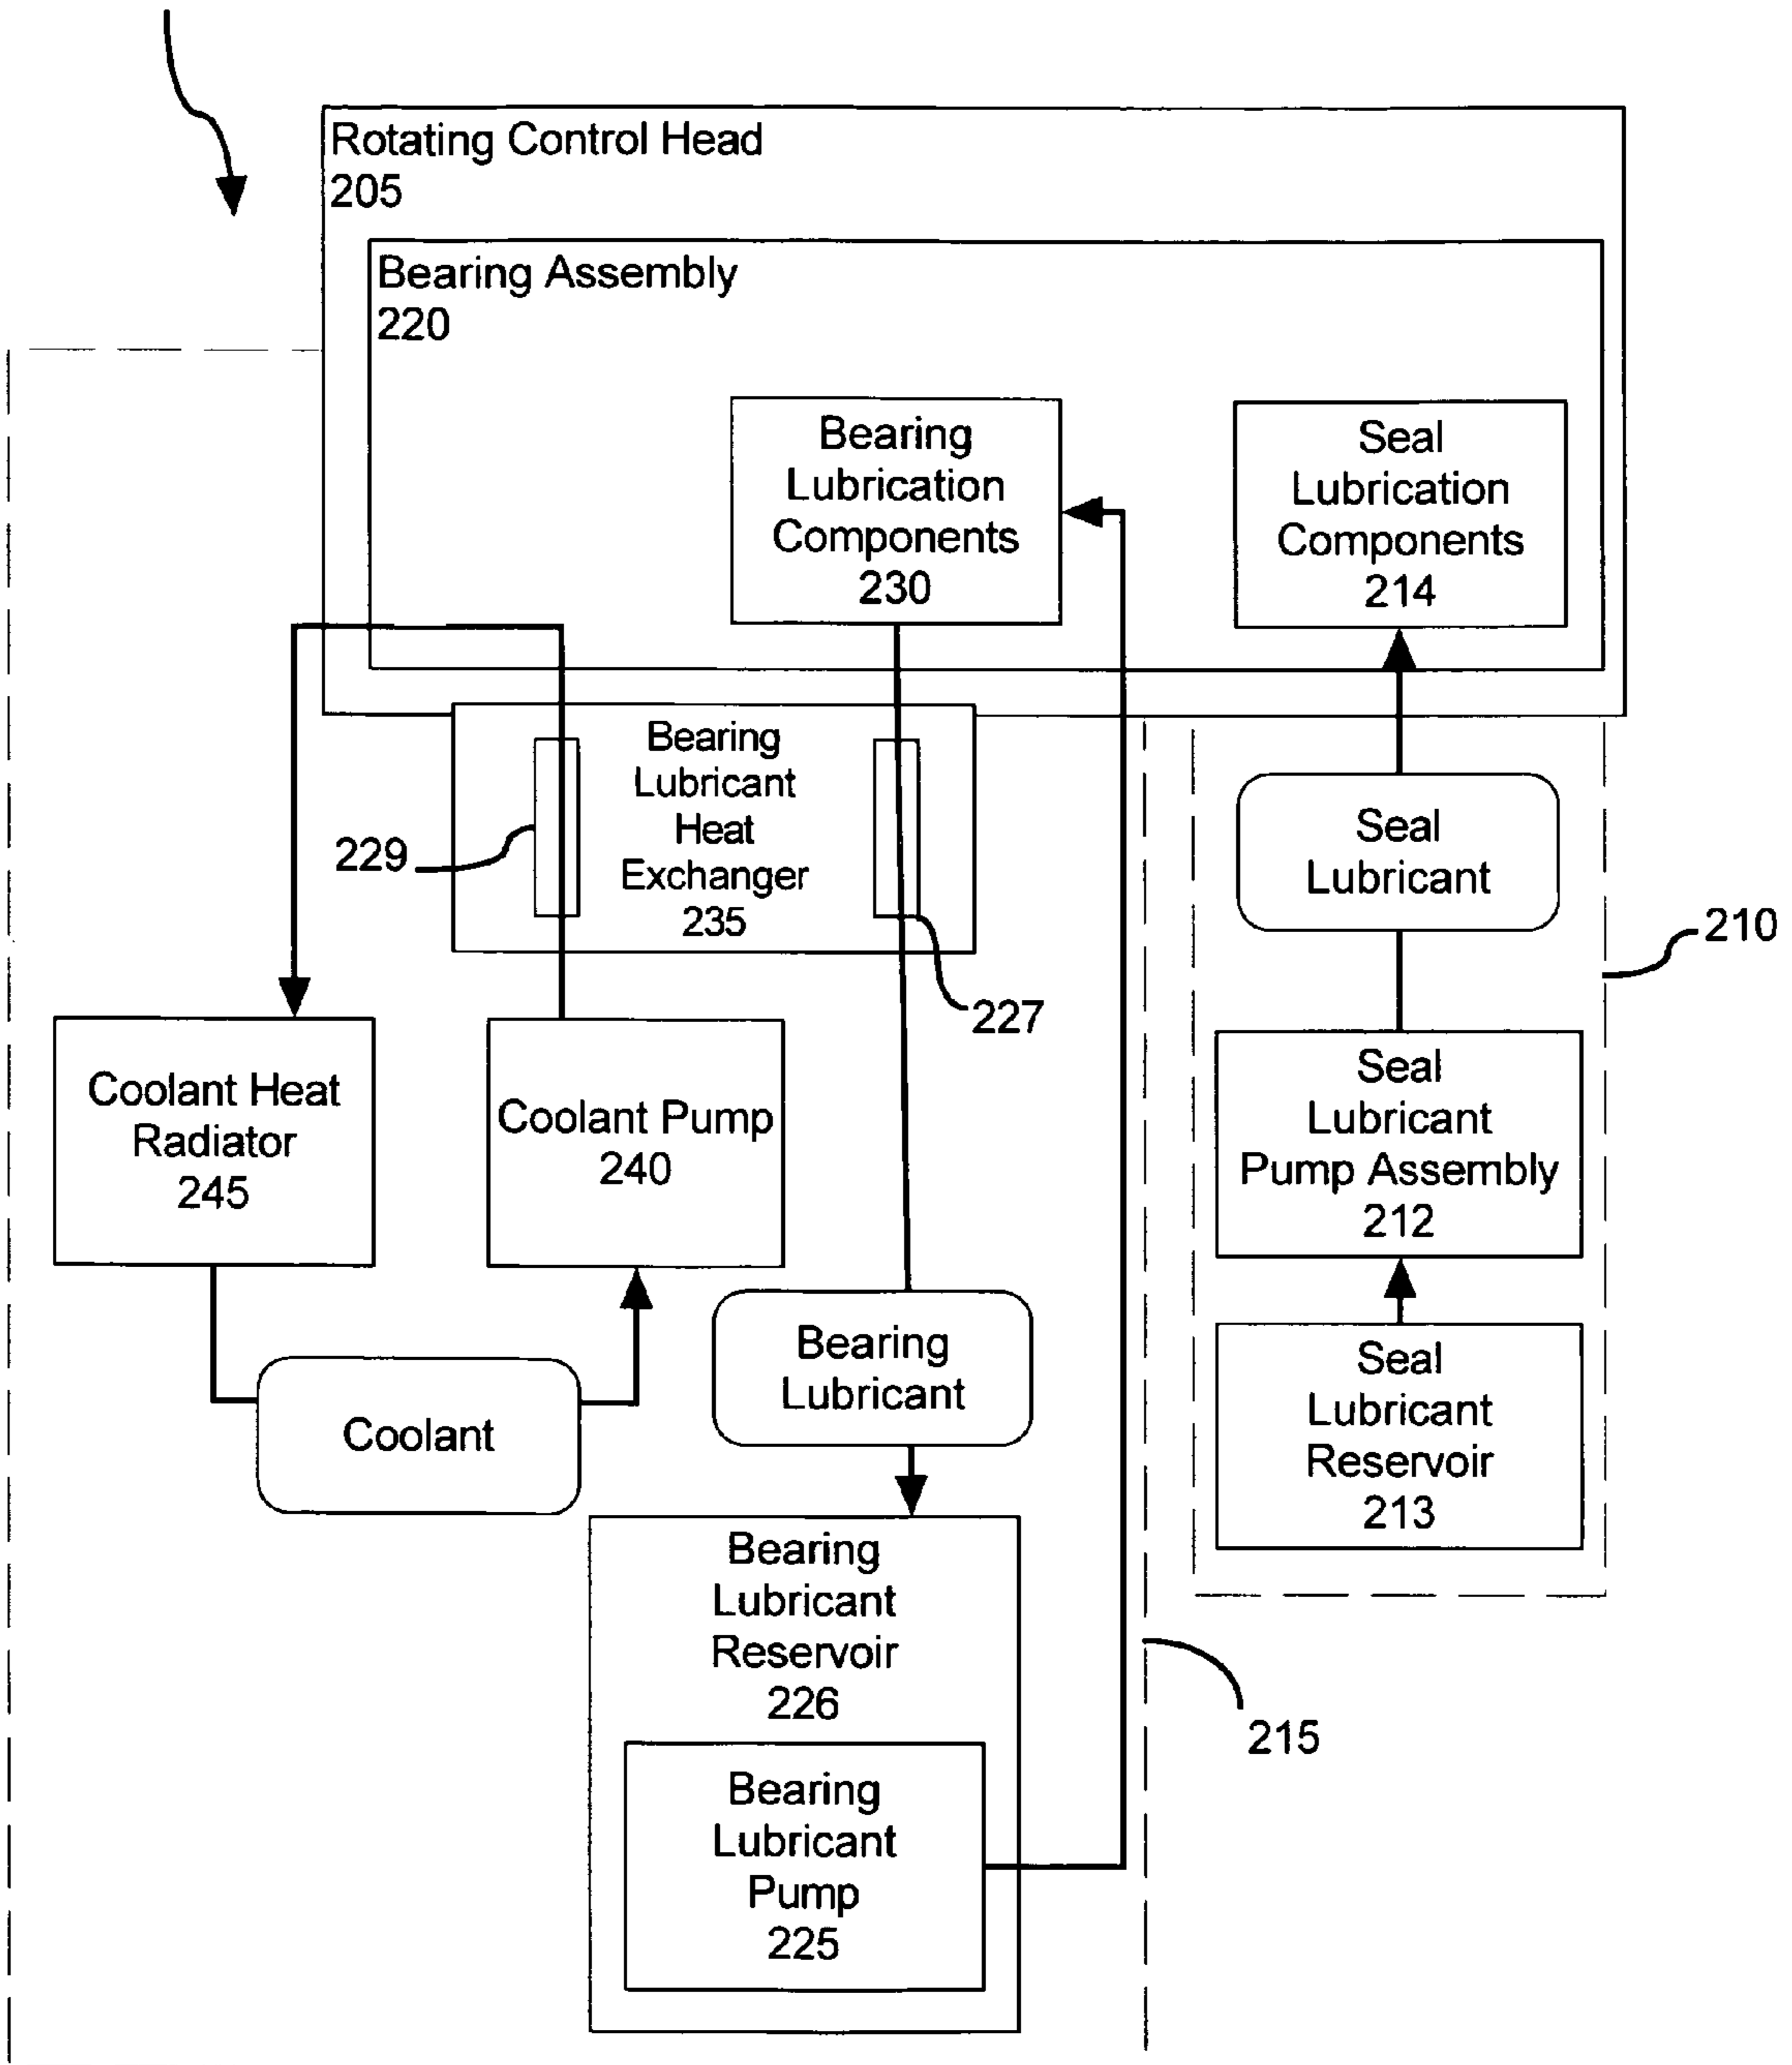 Rotating Control Head
205
Bearing Assembly
220
Bearing
Lubrication
Components
230
Seal
Lubrication
Components
214
Bearing
Lubricant
Heat
Exchanger
235
229
227
Seal
Lubricant
210
Coolant Heat
Radiator
245
Coolant Pump
240
Seal
Lubricant
Pump Assembly
212
Bearing
Lubricant
Coolant
Seal
Lubricant
Reservoir
213
Bearing
Lubricant
Reservoir
226
215
Bearing
Lubricant
Pump
225